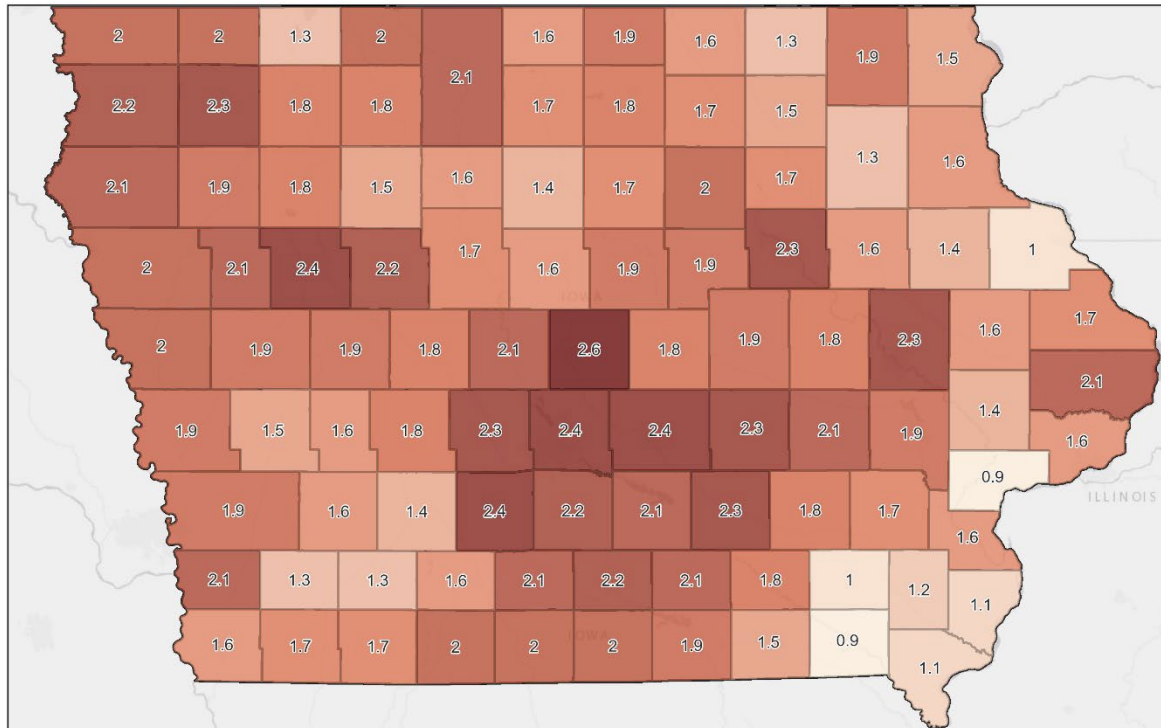 2 2 1.3 2 1.6 1.9 1.6 1.3
1.9 1.5
2.1
2.2 2.3 1.8 1.8 1.7 1.8 1.7 1.5
1.3 1.6
2.1 1.9 1.8 1.5 1.6 1.4 1.7 2 1.7
2 2.1 2.4 2.2 1.7 1.6 1.9 1.9 2.3 1.6 1.4 1
IOWA
2 1.9 1.9 1.8 2.1 2.6 1.8 1.9 1.8 2.3 1.6 1.7
2.1
1.9 1.5 1.6 1.8 2.3 2.4 2.4 2.3 2.1 1.9 1.4 1.6
0.9
ILLINOIS
1.9 1.6 1.4 2.4 2.2 2.1 2.3 1.8 1.7 1.6
2.1 1.3 1.3 1.6 2.1 2.2 2.1 1.8 1 1.2 1.1
IOWA
1.6 1.7 1.7 2 2 2 1.9 1.5 0.9 1.1